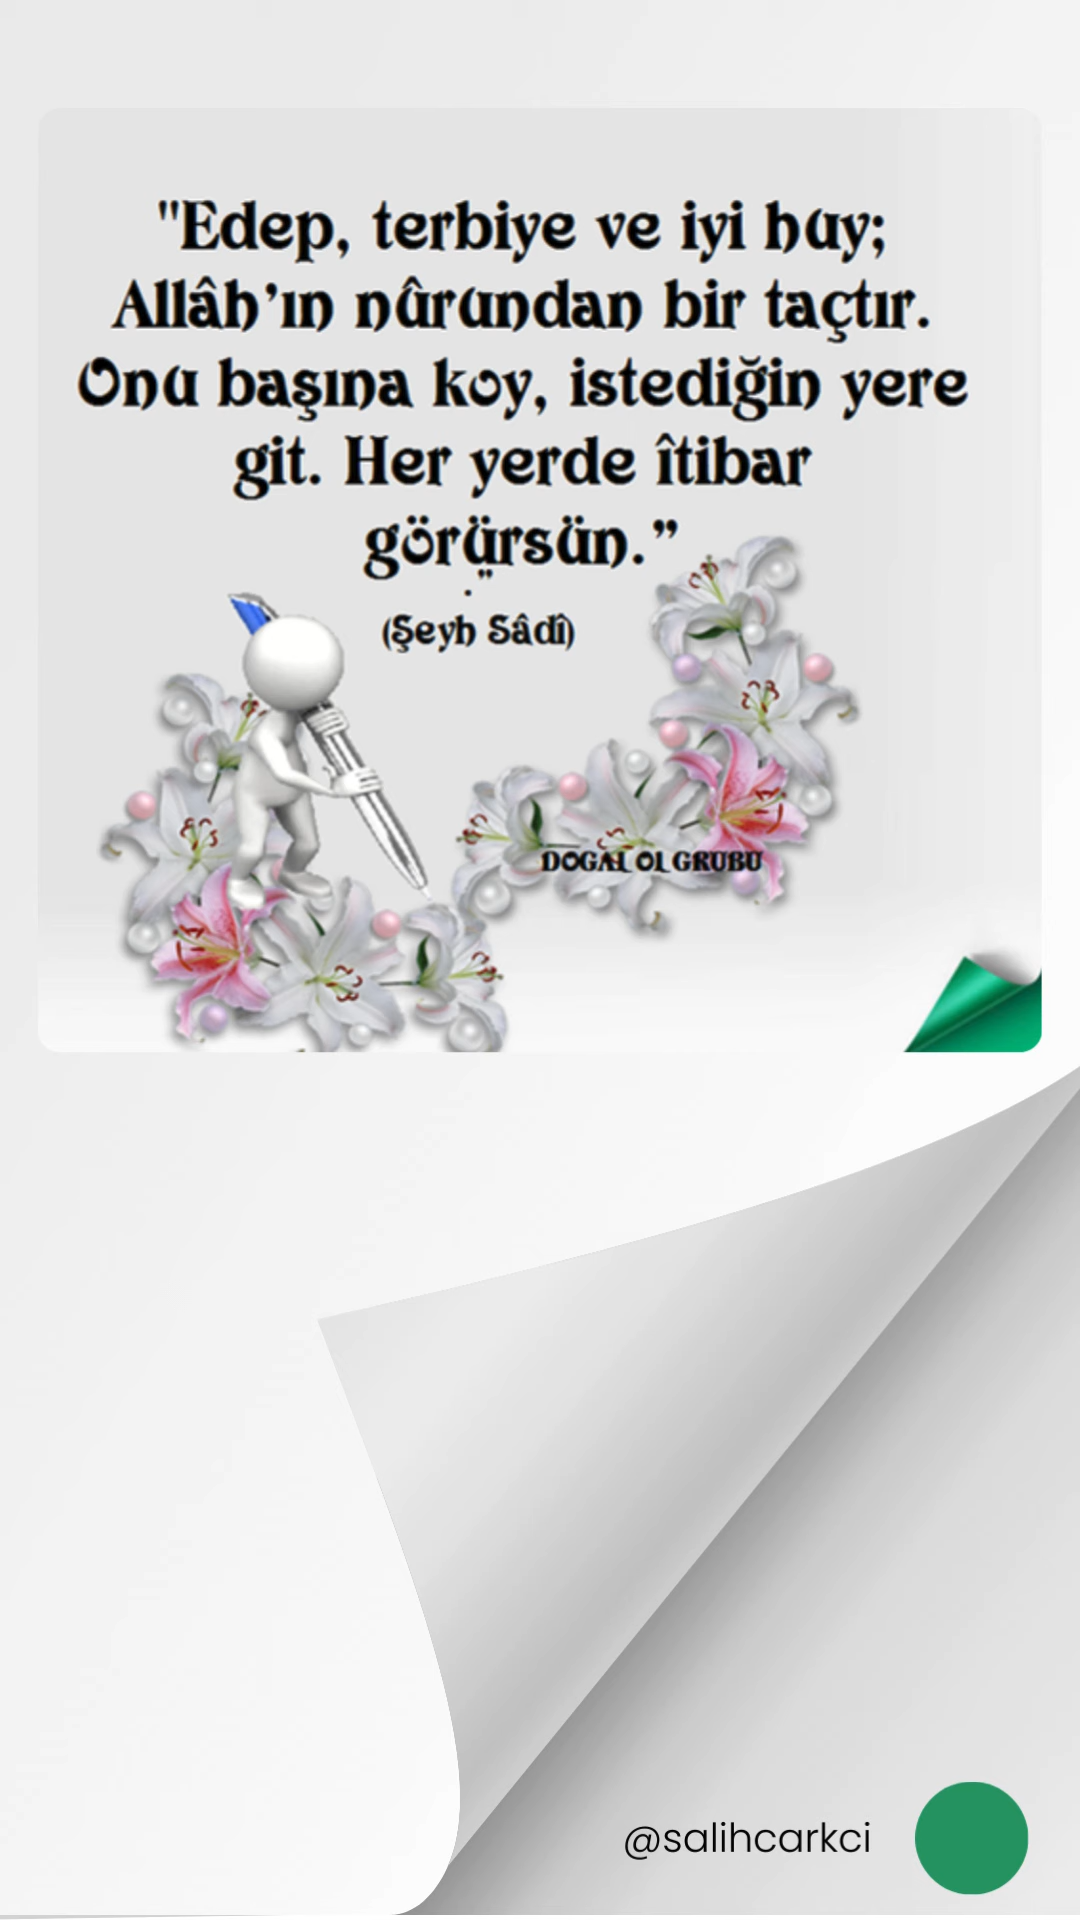 "Edep, terbiye ve iyi huy;
Allâh’ın nûrundan bir taçtır.
Onu başına koy, istediğin yere
git. Her yerde îtibar
görürsün.”
(Şeyh Sâdî)
DOGAL OL GRUBU
@salihcarkci